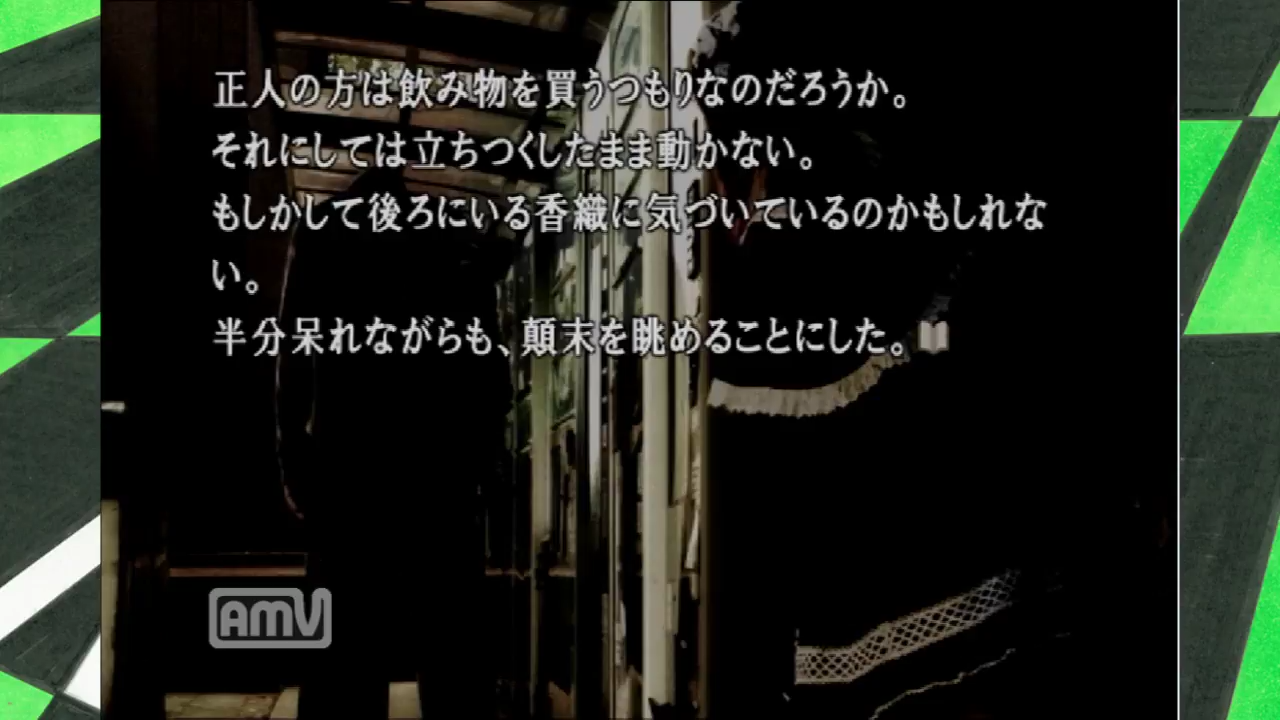 正人の方は飲み物を買うつもりなのだろうか。
それにしては立ちつくしたまま動かない。
もしかして後ろにいる香織に気づいているのかもしれな
い。
半分呆れながらも、顛末を眺めることにした。
AMV